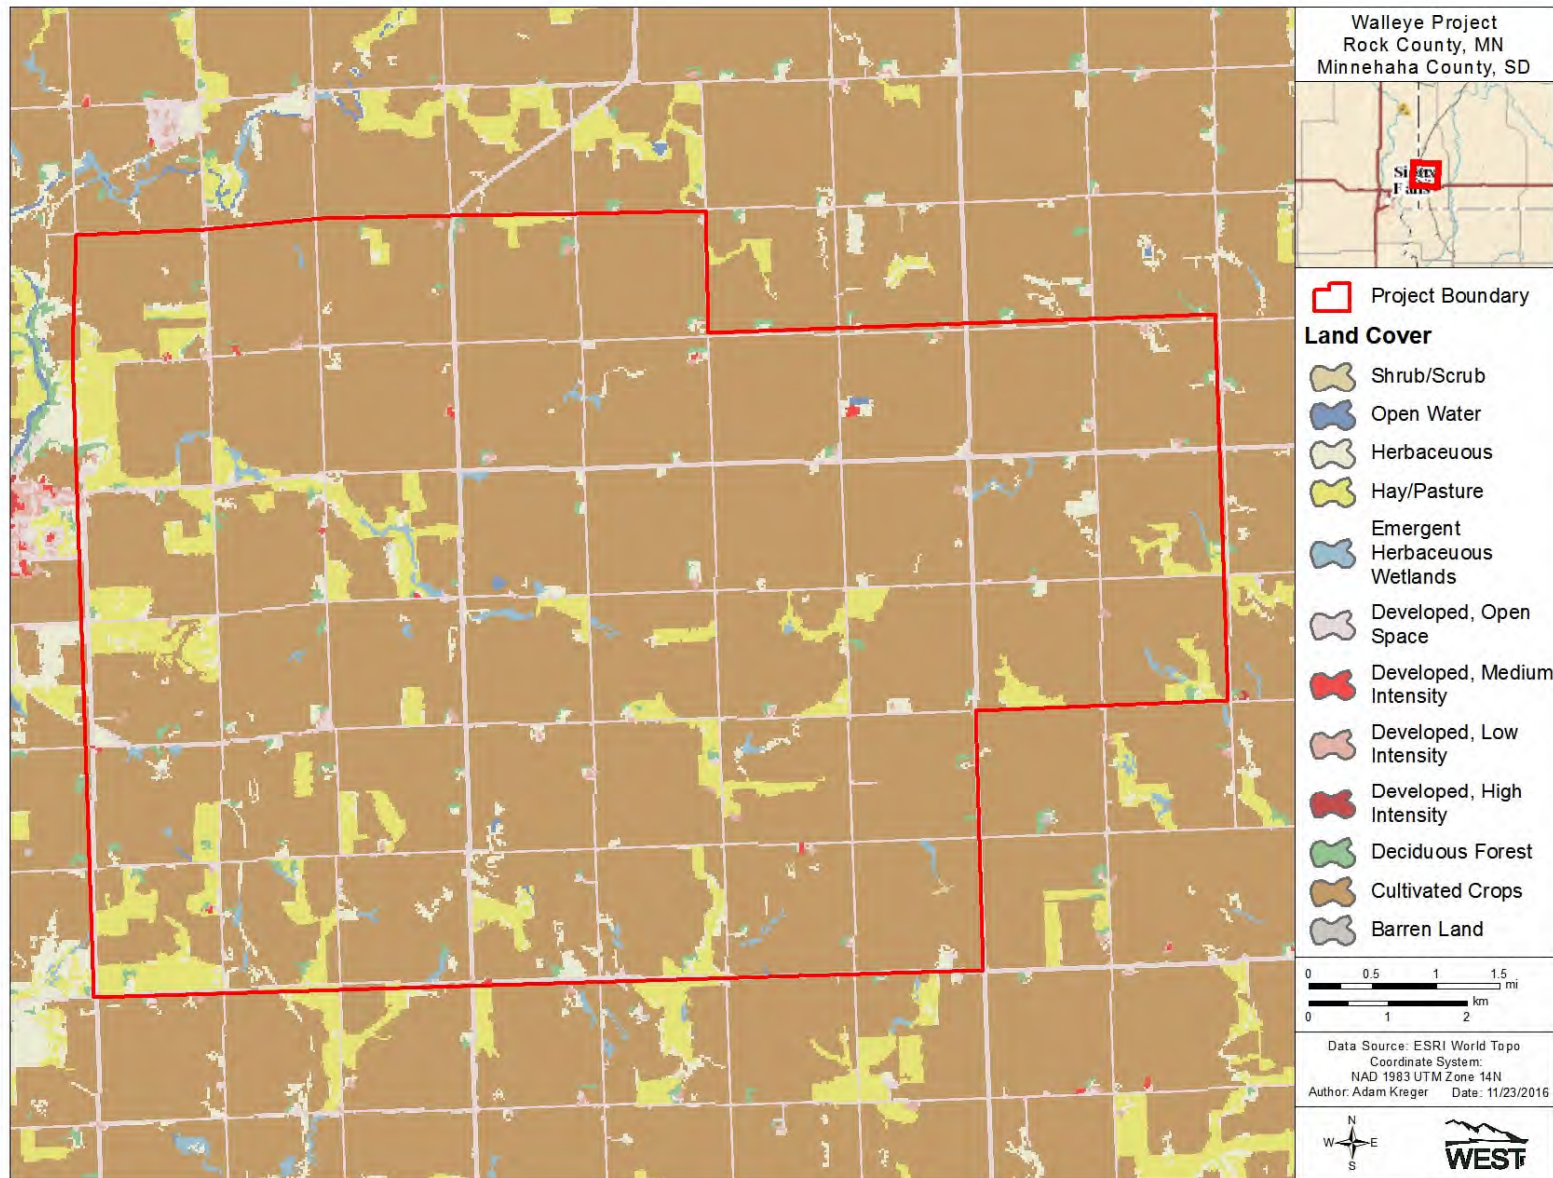 Walleye Project
Rock County, MN
Minnehaha County, SD
Sioux
Falls
Project Boundary
Land Cover
Shrub/Scrub
Open Water
Herbaceuous
Hay/Pasture
Emergent
Herbaceuous
Wetlands
Developed, Open
Space
Developed, Medium
Intensity
Developed, Low
Intensity
Developed, High
Intensity
Deciduous Forest
Cultivated Crops
Barren Land
0 0.5 1 1.5
mi
km
0 1 2
Data Source: ESRI World Topo
Coordinate System:
NAD 1983 UTM Zone 14N
Author: Adam Kreger Date: 11/23/2016
N
W E
S
WEST